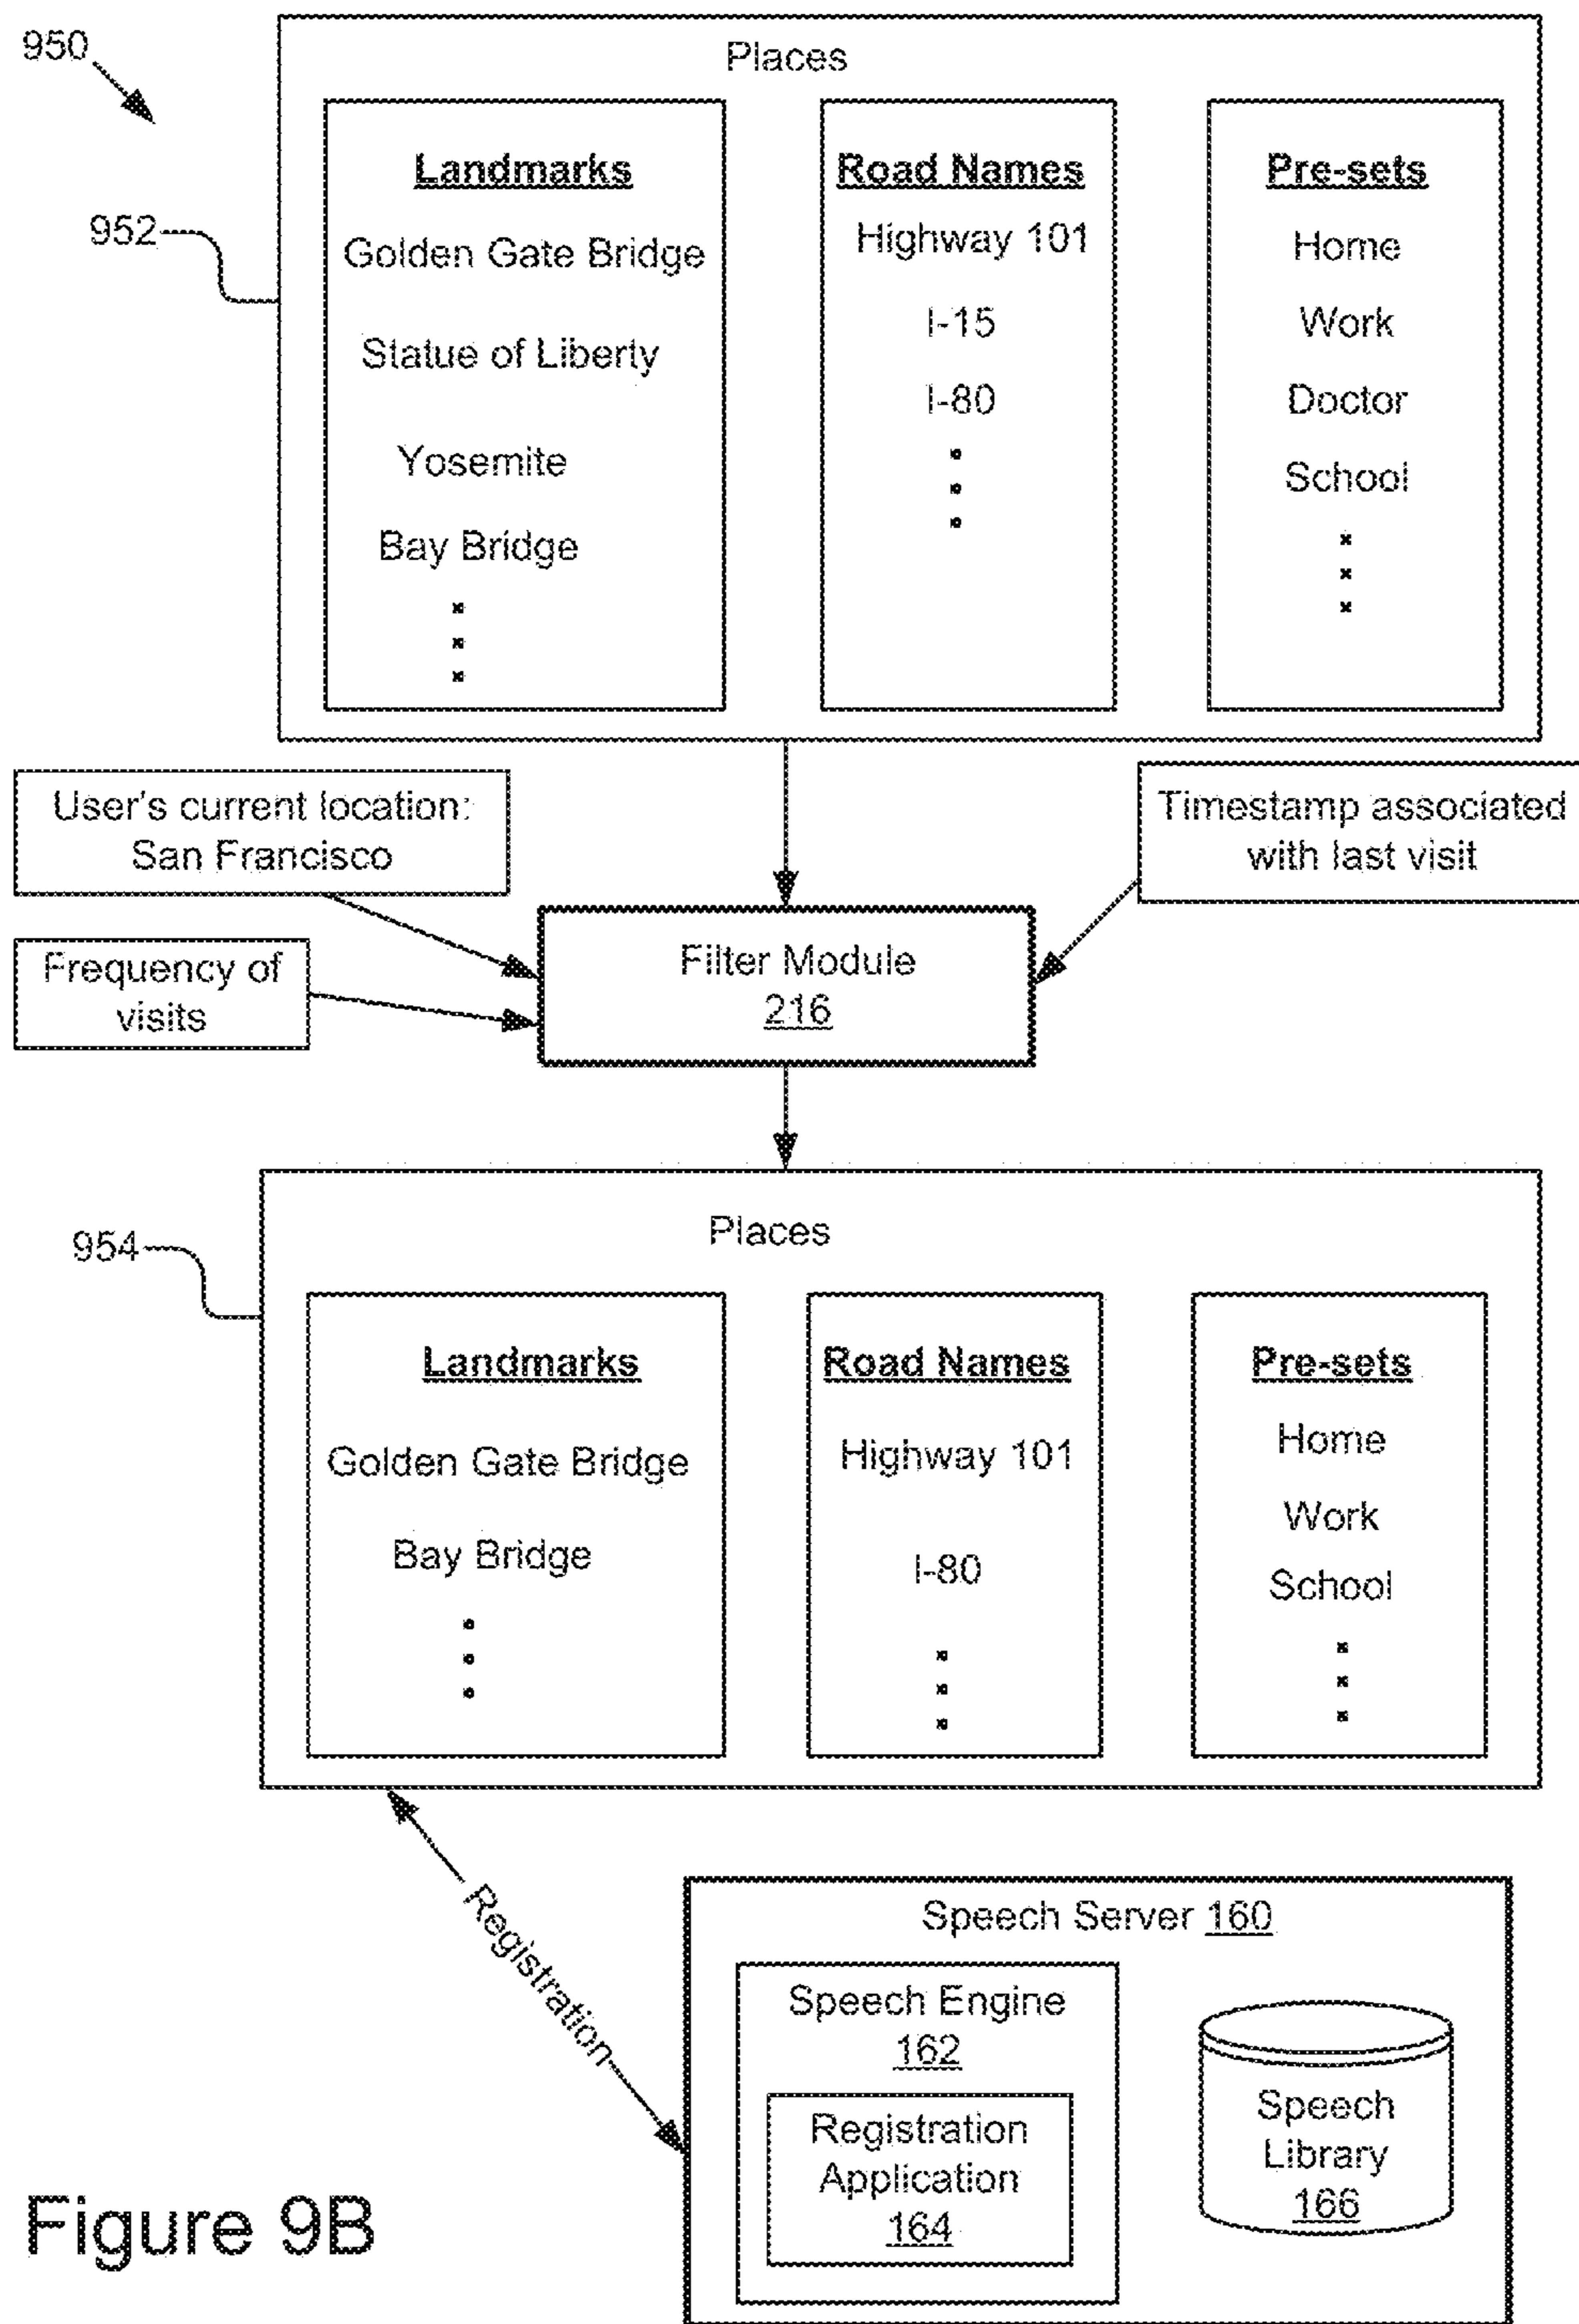 950
Places
952
Landmarks
Golden Gate Bridge
Statue of Liberty
Yosemite
Bay Bridge
Road Names
Highway 101
I-15
I-80
Pre-sets
Home
Work
Doctor
School
User's current location:
San Francisco
Timestamp associated
with last visit
Frequency of
visits
Filter Module
216
954
Places
Landmarks
Golden Gate Bridge
Bay Bridge
Road Names
Highway 101
I-80
Pre-sets
Home
Work
School
Registration
Speech Server 160
Speech Engine
162
Registration
Application
164
Speech
Library
166
Figure 9B